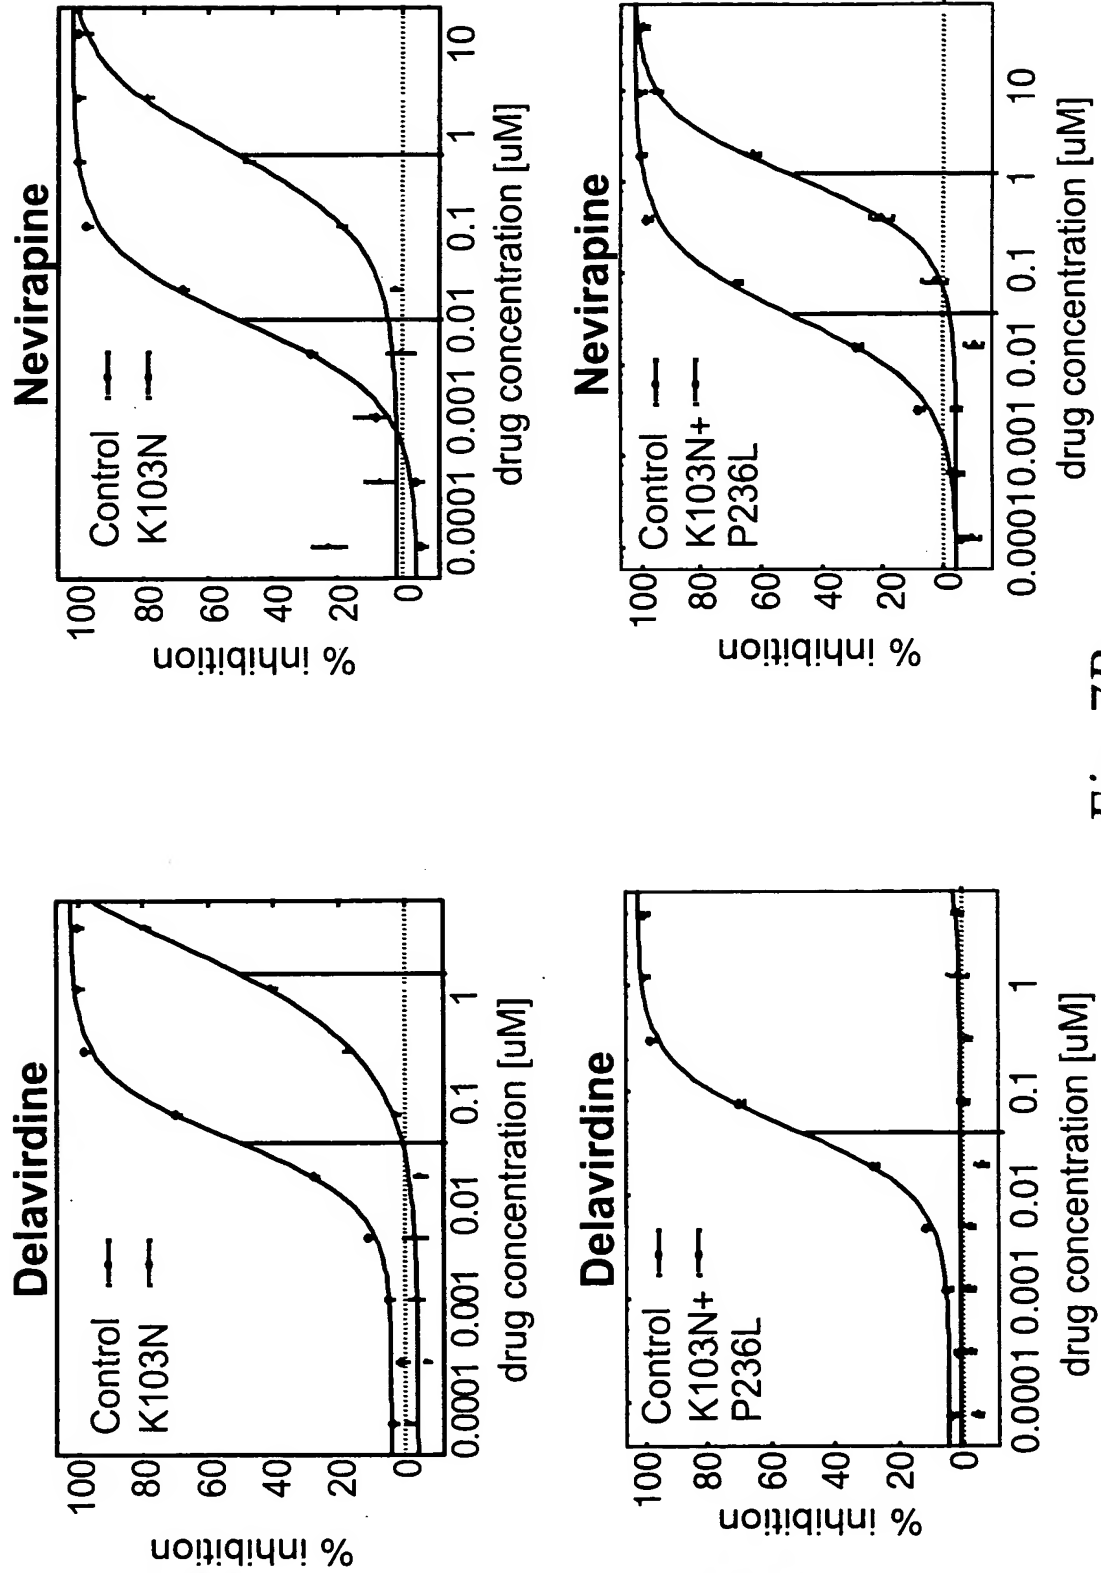 Delavirdine
% inhibition
100
80
60
40
20
0
Control
K103N
0.0001 0.001 0.01 0.1 1
drug concentration [uM]
Nevirapine
% inhibition
100
80
60
40
20
0
Control
K103N
0.0001 0.001 0.01 0.1 1 10
drug concentration [uM]
Delavirdine
% inhibition
100
80
60
40
20
0
Control
K103N+
P236L
0.0001 0.001 0.01 0.1 1
drug concentration [uM]
Nevirapine
% inhibition
100
80
60
40
20
0
Control
K103N+
P236L
0.0001 0.001 0.01 0.1 1 10
drug concentration [uM]